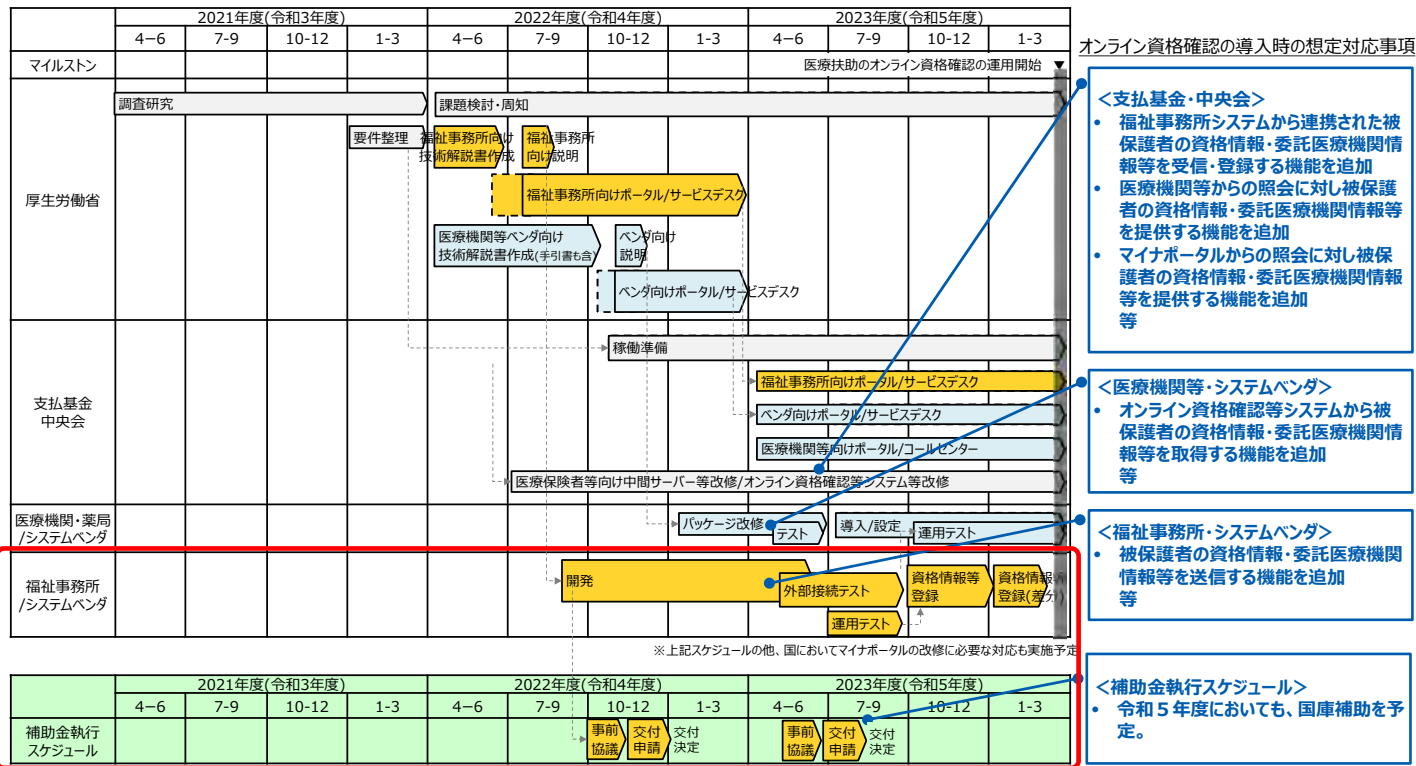 2021年度(令和3年度)
2022年度(令和4年度)
2023年度(令和5年度)
4−6
7-9
10-12
1-3
4−6
7-9
10-12
1-3
4−6
7-9
10-12
1-3
マイルストン
医療扶助のオンライン資格確認の運用開始
厚生労働省
調査研究
課題検討・周知
要件整理
福祉事務所向け
技術解説書作成
福祉事務所
向け説明
福祉事務所向けポータル/サービスデスク
医療機関等ベンダ向け
技術解説書作成(手引書も含)
ベンダ向け
説明
ベンダ向けポータル/サービスデスク
支払基金
中央会
稼働準備
福祉事務所向けポータル/サービスデスク
ベンダ向けポータル/サービスデスク
医療機関等向けポータル/コールセンター
医療保険者等向け中間サーバー等改修/オンライン資格確認等システム等改修
医療機関・薬局
/システムベンダ
パッケージ改修
テスト
導入/設定
運用テスト
福祉事務所
/システムベンダ
開発
外部接続テスト
運用テスト
資格情報等
登録
資格情報等
登録(差分)
※上記スケジュールの他、国においてマイナポータルの改修に必要な対応も実施予定
2021年度(令和3年度)
2022年度(令和4年度)
2023年度(令和5年度)
4−6
7-9
10-12
1-3
4−6
7-9
10-12
1-3
4−6
7-9
10-12
1-3
補助金執行
スケジュール
事前
協議
交付
申請
交付
決定
事前
協議
交付
申請
交付
決定
オンライン資格確認の導入時の想定対応事項
<支払基金・中央会>
• 福祉事務所システムから連携された被
保護者の資格情報・委託医療機関情
報等を受信・登録する機能を追加
• 医療機関等からの照会に対し被保護
者の資格情報・委託医療機関情報等
を提供する機能を追加
• マイナポータルからの照会に対し被保
護者の資格情報・委託医療機関情報
等を提供する機能を追加
等
<医療機関等・システムベンダ>
• オンライン資格確認等システムから被
保護者の資格情報・委託医療機関情
報等を取得する機能を追加
等
<福祉事務所・システムベンダ>
• 被保護者の資格情報・委託医療機関
情報等を送信する機能を追加
等
<補助金執行スケジュール>
• 令和５年度においても、国庫補助を予
定。